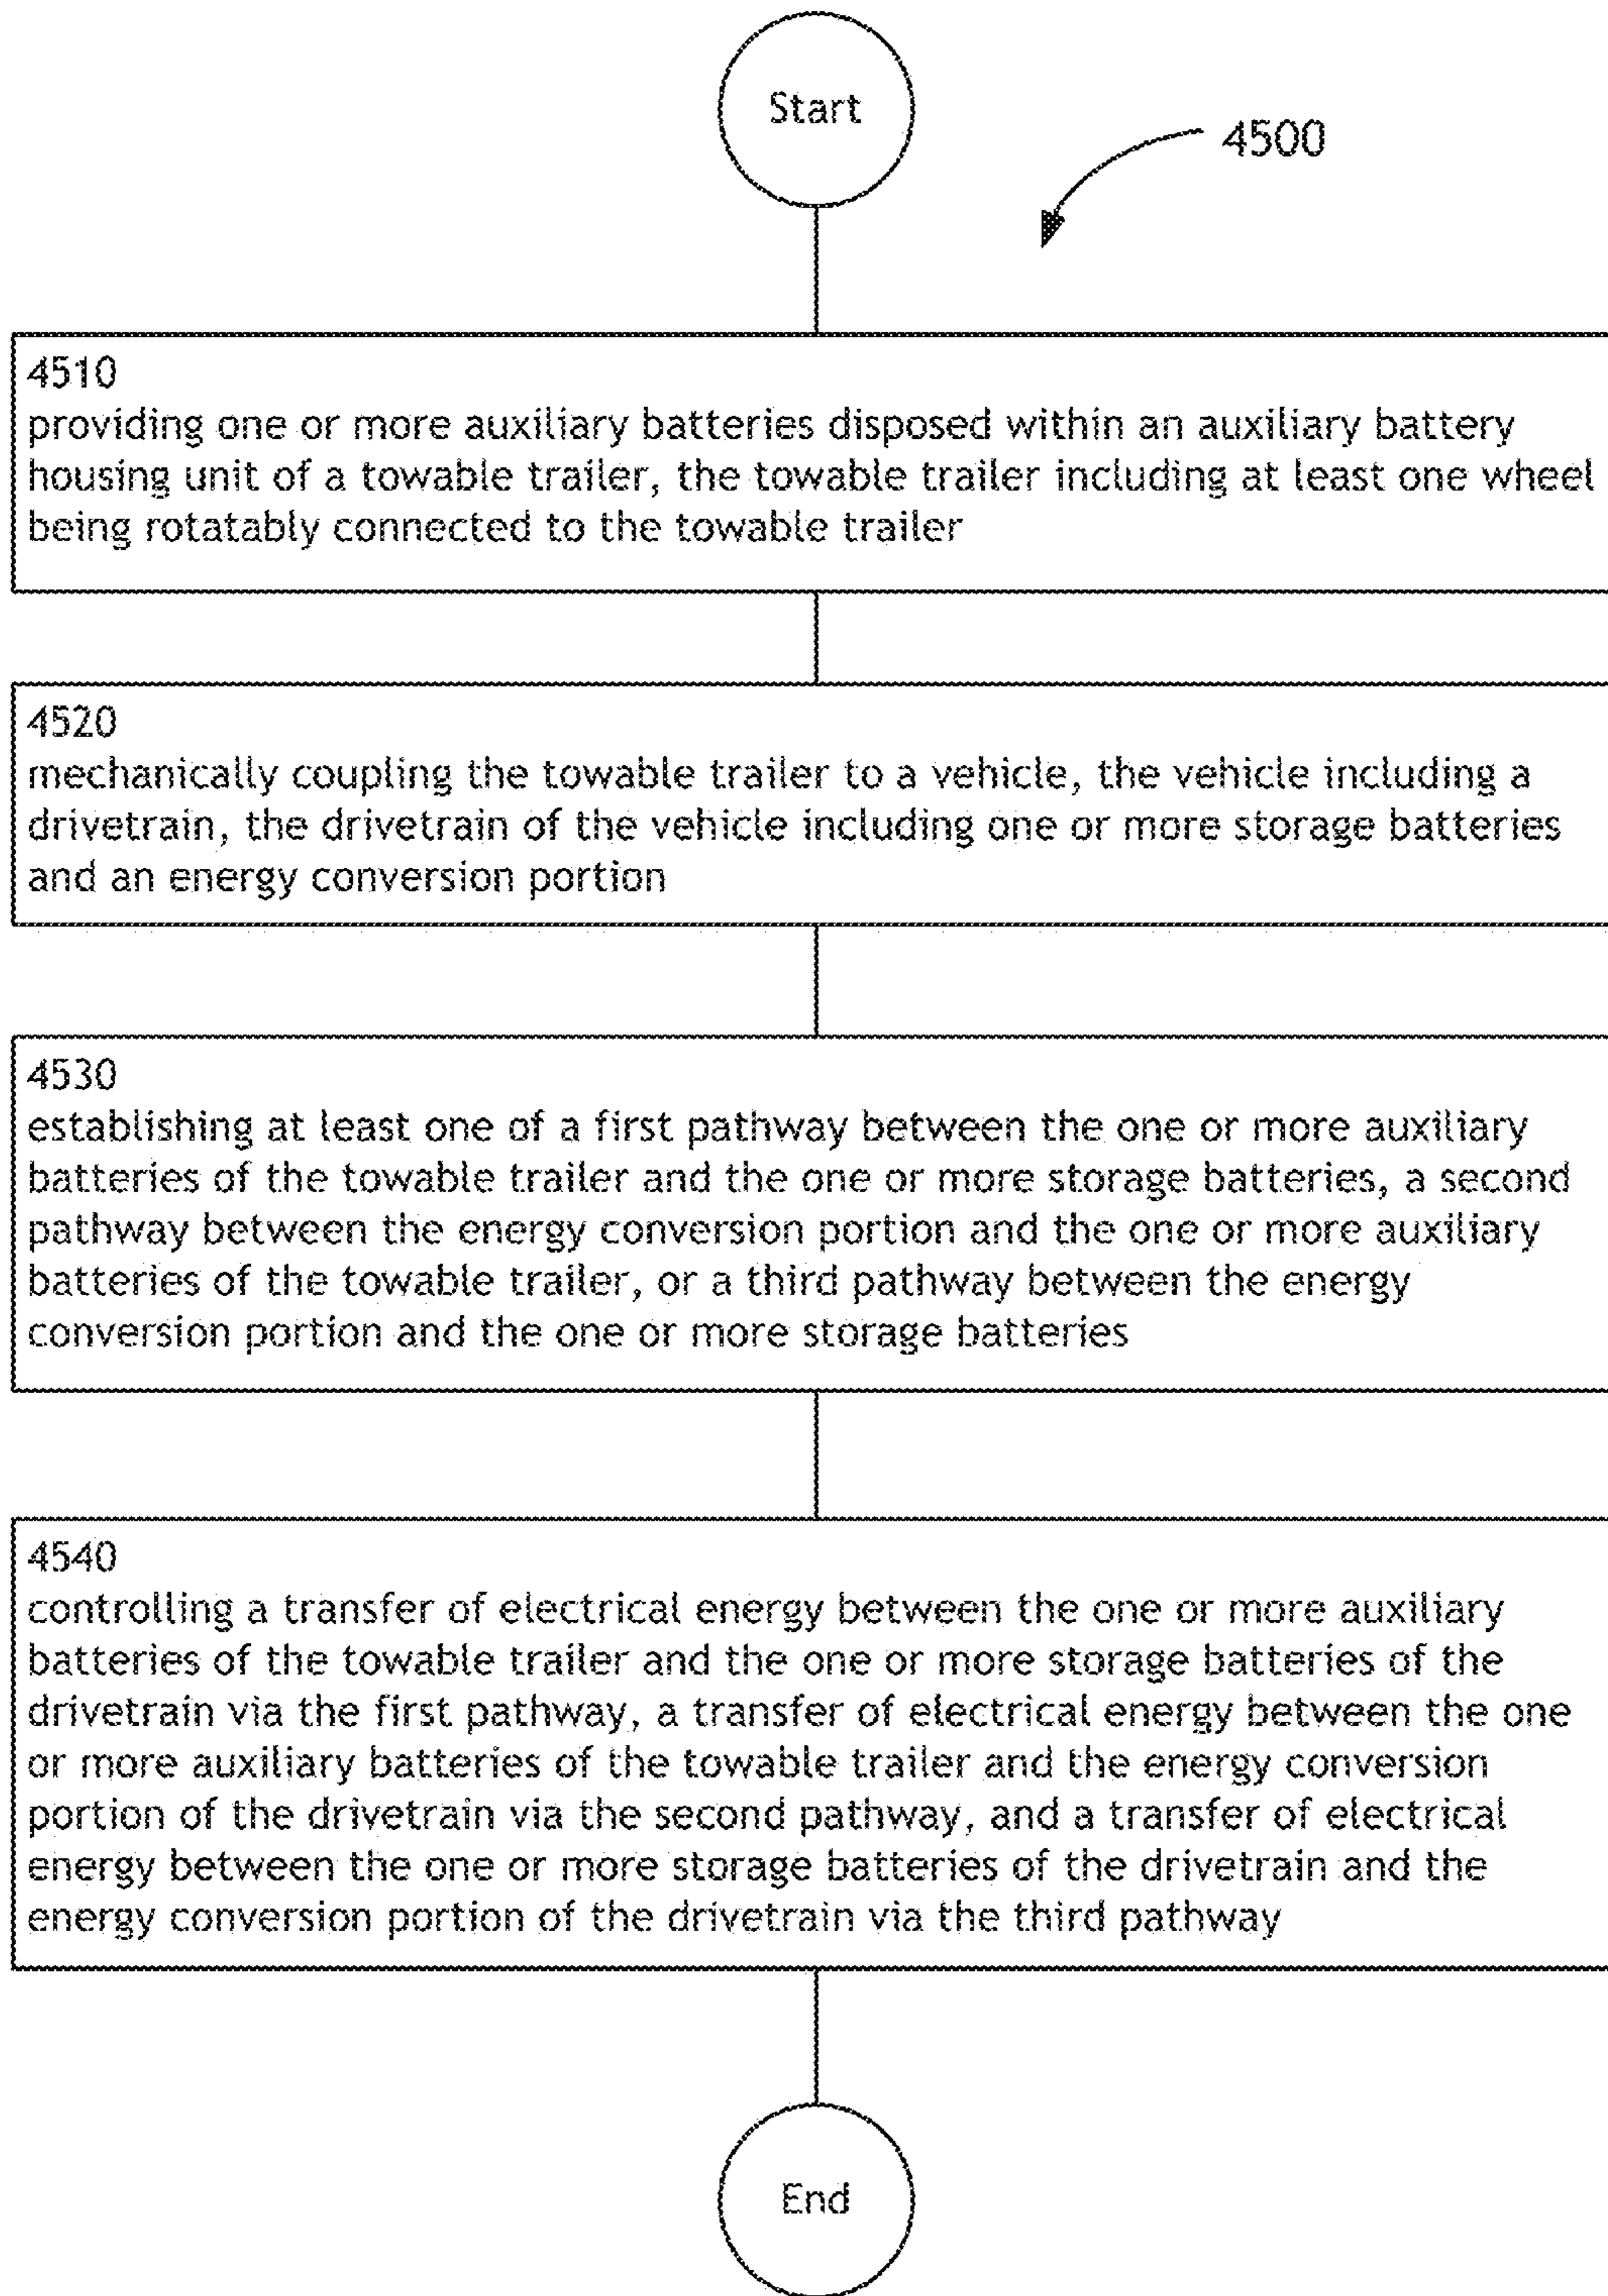 Start
4500
4510
providing one or more auxiliary batteries disposed within an auxiliary battery
housing unit of a towable trailer, the towable trailer including at least one wheel
being rotatably connected to the towable trailer
4520
mechanically coupling the towable trailer to a vehicle, the vehicle including a
drivetrain, the drivetrain of the vehicle including one or more storage batteries
and an energy conversion portion
4530
establishing at least one of a first pathway between the one or more auxiliary
batteries of the towable trailer and the one or more storage batteries, a second
pathway between the energy conversion portion and the one or more auxiliary
batteries of the towable trailer, or a third pathway between the energy
conversion portion and the one or more storage batteries
4540
controlling a transfer of electrical energy between the one or more auxiliary
batteries of the towable trailer and the one or more storage batteries of the
drivetrain via the first pathway, a transfer of electrical energy between the one
or more auxiliary batteries of the towable trailer and the energy conversion
portion of the drivetrain via the second pathway, and a transfer of electrical
energy between the one or more storage batteries of the drivetrain and the
energy conversion portion of the drivetrain via the third pathway
End